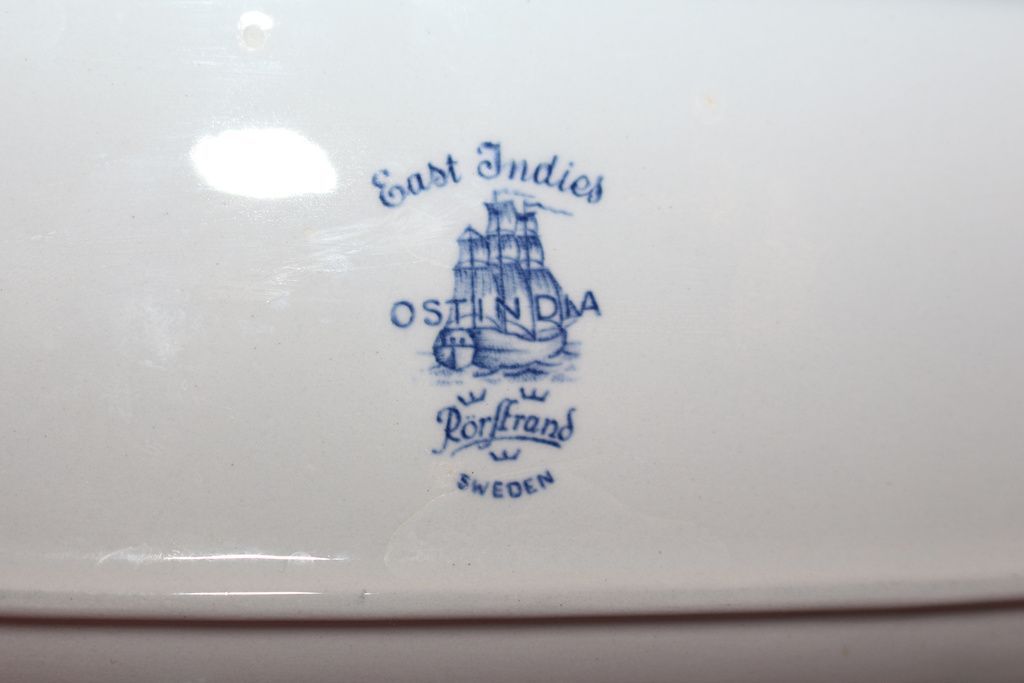 East Indies
OSTINDIA
Rörstrand
SWEDEN